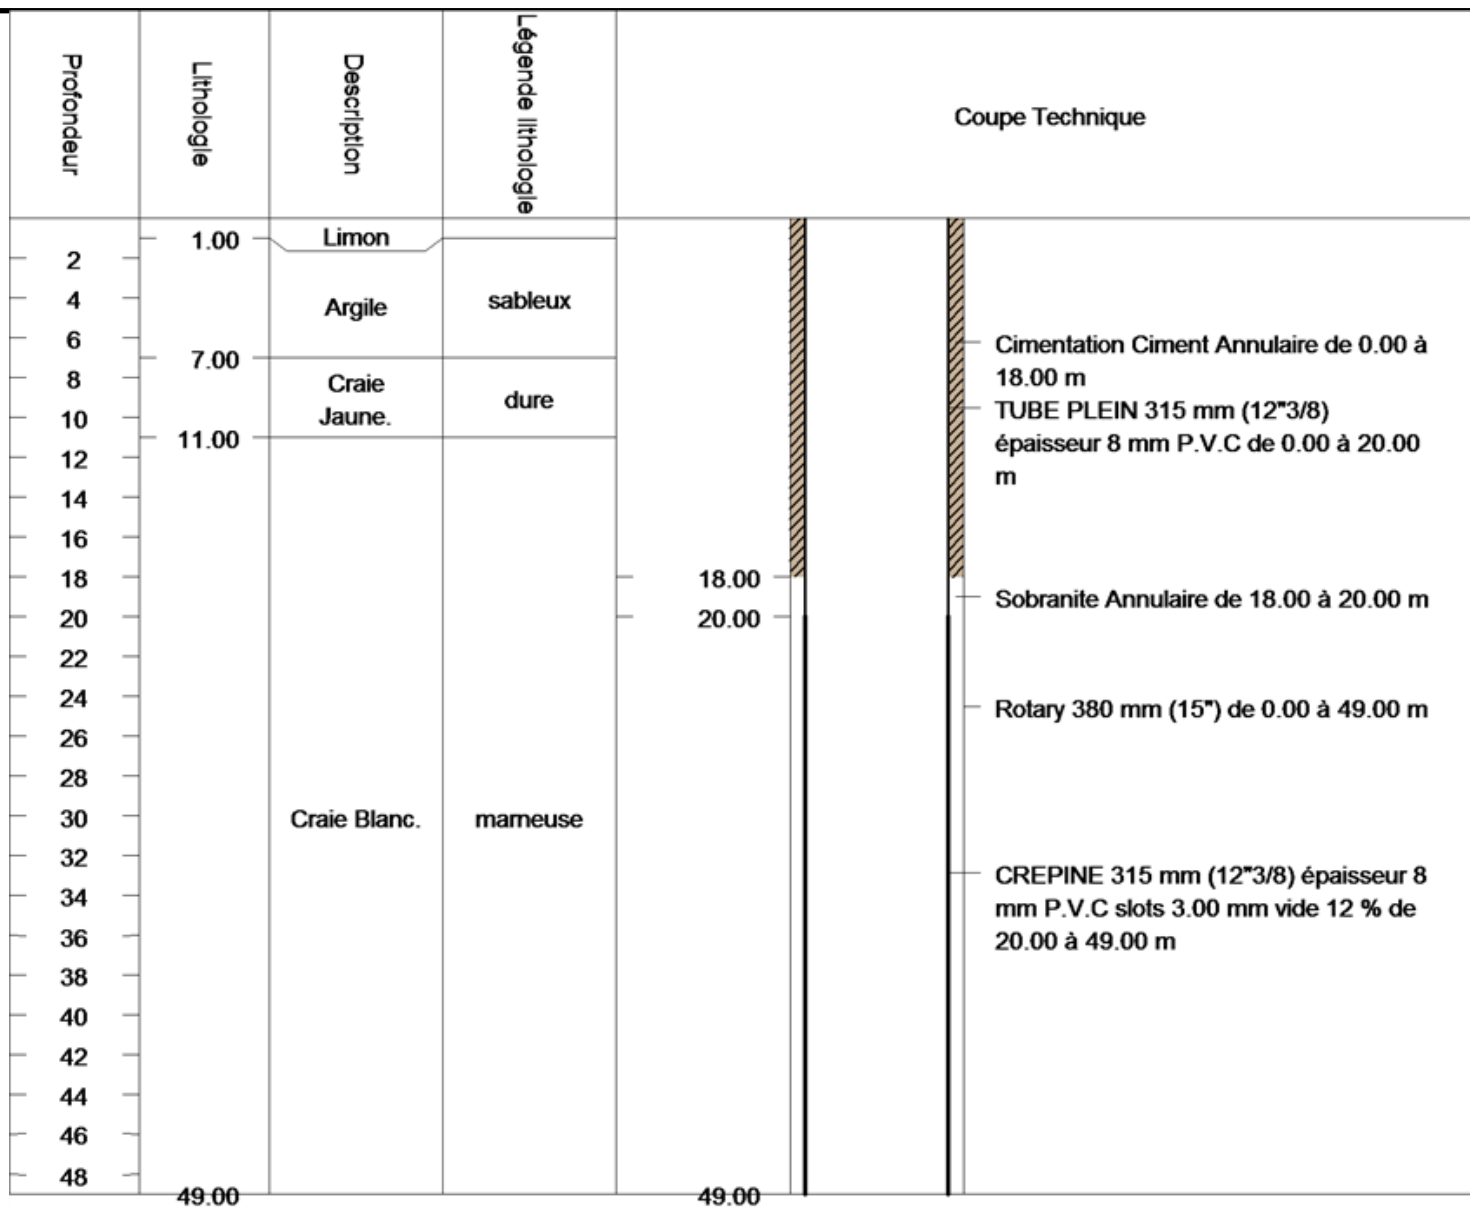 Profondeur
Lithologie
Description
Légende lithologie
Coupe Technique
1.00
Limon
2
4
Argile
sableux
6
7.00
Cimentation Ciment Annulaire de 0.00 à
18.00 m
8
Craie
Jaune.
dure
10
TUBE PLEIN 315 mm (12"3/8)
épaisseur 8 mm P.V.C de 0.00 à 20.00
m
11.00
12
14
16
18
18.00
Sobranite Annulaire de 18.00 à 20.00 m
20
20.00
22
24
Rotary 380 mm (15") de 0.00 à 49.00 m
26
28
30
Craie Blanc.
marneuse
32
34
CREPINE 315 mm (12"3/8) épaisseur 8
mm P.V.C slots 3.00 mm vide 12 % de
20.00 à 49.00 m
36
38
40
42
44
46
48
49.00
49.00